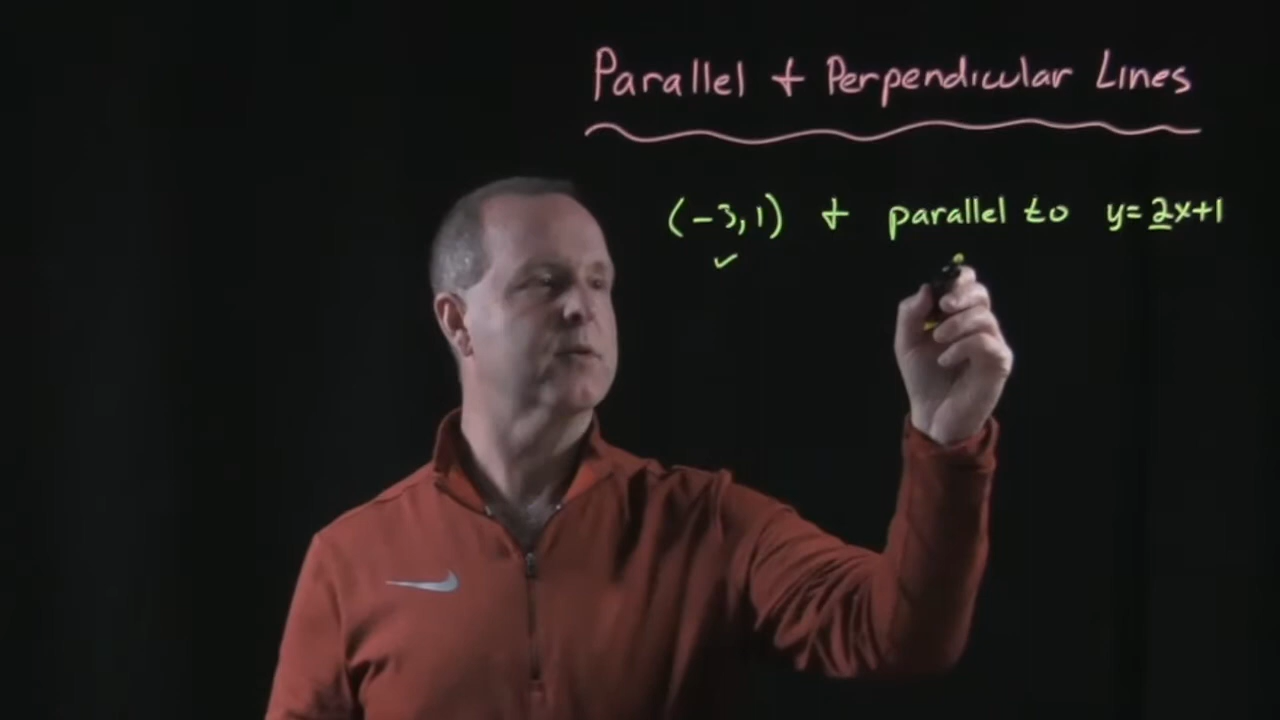 Parallel + Perpendicular Lines
(-3,1) + parallel to y=2x+1